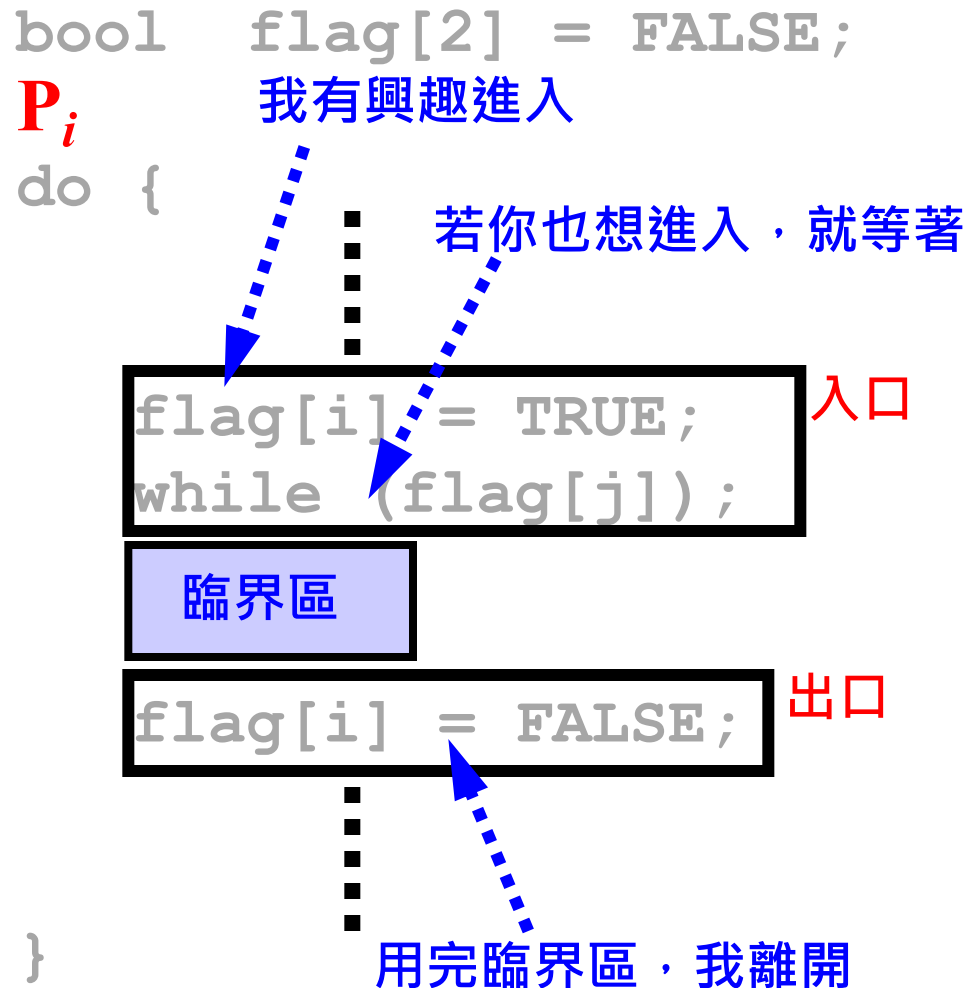 bool  flag[2] = FALSE;
Pi
我有興趣進入
do {
若你也想進入，就等著
flag[i] = TRUE;
入口
while (flag[j]);
臨界區
出口
flag[i] = FALSE;
}
用完臨界區，我離開